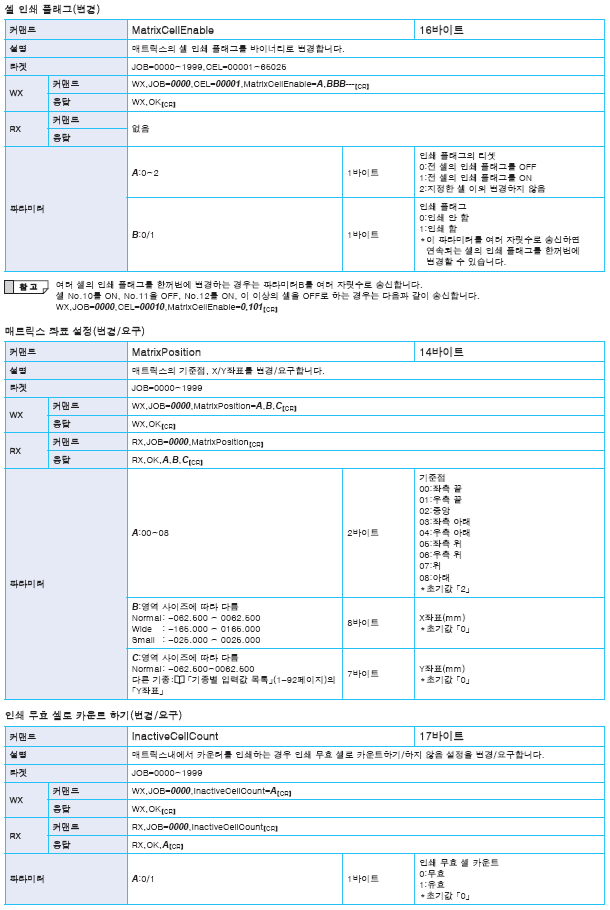 셀 인쇄 플래그(변경)
커맨드 MatrixCellEnable 16바이트
설명 매트릭스의 셀 인쇄 플래그를 바이너리로 변경합니다.
타겟 JOB=0000~1999,CEL=00001~65025
WX 커맨드 WX,JOB=0000,CEL=00001,MatrixCellEnable=A,BBB---[CR]
응답 WX,OK[CR]
RX 커맨드 없음
응답
파라미터
A:0~2 1바이트
인쇄 플래그의 리셋
0:전 셀의 인쇄 플래그를 OFF
1:전 셀의 인쇄 플래그를 ON
2:지정한 셀 이외 변경하지 않음
B:0/1 1바이트
인쇄 플래그
0:인쇄 안 함
1:인쇄 함
*이 파라미터를 여러 자릿수로 송신하면
연속되는 셀의 인쇄 플래그를 한꺼번에
변경할 수 있습니다.
참고 여러 셀의 인쇄 플래그를 한꺼번에 변경하는 경우는 파라미터B를 여러 자릿수로 송신합니다.
셀 No.10를 ON, No.11을 OFF, No.12를 ON, 이 이상의 셀을 OFF로 하는 경우는 다음과 같이 송신합니다.
WX,JOB=0000,CEL=00010,MatrixCellEnable=0,101[CR]
매트릭스 좌표 설정(변경/요구)
커맨드 MatrixPosition 14바이트
설명 매트릭스의 기준점, X/Y좌표를 변경/요구합니다.
타겟 JOB=0000~1999
WX 커맨드 WX,JOB=0000,MatrixPosition=A,B,C[CR]
응답 WX,OK[CR]
RX 커맨드 RX,JOB=0000,MatrixPosition[CR]
응답 RX,OK,A,B,C[CR]
파라미터
A:00~08 2바이트
기준점
00:좌측 끝
01:우측 끝
02:중앙
03:좌측 아래
04:우측 아래
05:좌측 위
06:우측 위
07:위
08:아래
*초기값 「2」
B:영역 사이즈에 따라 다름
Normal: -062.500 ~ 0062.500
Wide : -165.000 ~ 0165.000
Small : -025.000 ~ 0025.000
8바이트
X좌표(mm)
*초기값 「0」
C:영역 사이즈에 따라 다름
Normal: -062.500~0062.500
다른 기종: 「기종별 입력값 목록」(1-92페이지)의
「Y좌표」
7바이트
Y좌표(mm)
*초기값 「0」
인쇄 무효 셀로 카운트 하기(변경/요구)
커맨드 InactiveCellCount 17바이트
설명 매트릭스내에서 카운터를 인쇄하는 경우 인쇄 무효 셀로 카운트하기/하지 않음 설정을 변경/요구합니다.
타겟 JOB=0000~1999
WX 커맨드 WX,JOB=0000,InactiveCellCount=A[CR]
응답 WX,OK[CR]
RX 커맨드 RX,JOB=0000,InactiveCellCount[CR]
응답 RX,OK,A[CR]
파라미터
A:0/1 1바이트
인쇄 무효 셀 카운트
0:무효
1:유효
*초기값 「0」